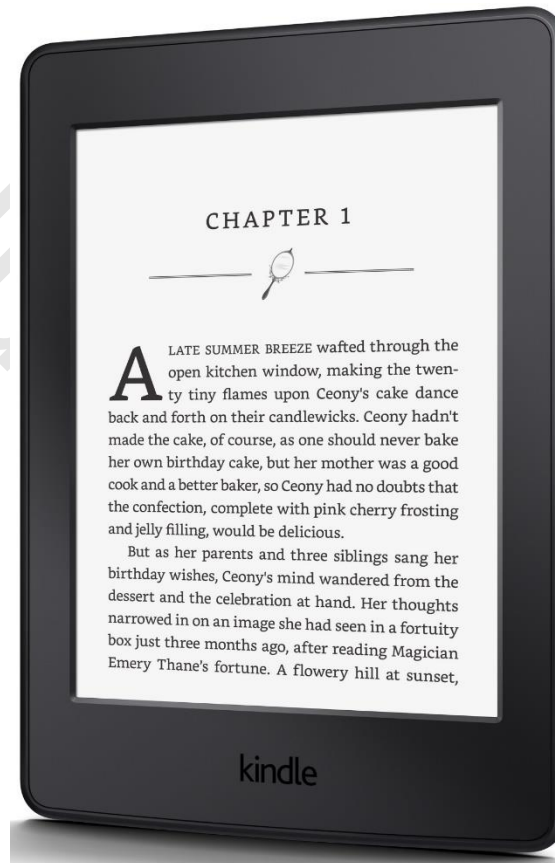 CHAPTER 1
A LATE SUMMER BREEZE wafted through the
open kitchen window, making the twen-
ty tiny flames upon Ceony's cake dance
back and forth on their candlewicks. Ceony hadn't
made the cake, of course, as one should never bake
her own birthday cake, but her mother was a good
cook and a better baker, so Ceony had no doubts that
the confection, complete with pink cherry frosting
and jelly filling, would be delicious.
But as her parents and three siblings sang her
birthday wishes, Ceony's mind wandered from the
dessert and the celebration at hand. Her thoughts
narrowed in on an image she had seen in a fortuity
box just three months ago, after reading Magician
Emery Thane's fortune. A flowery hill at sunset,
kindle